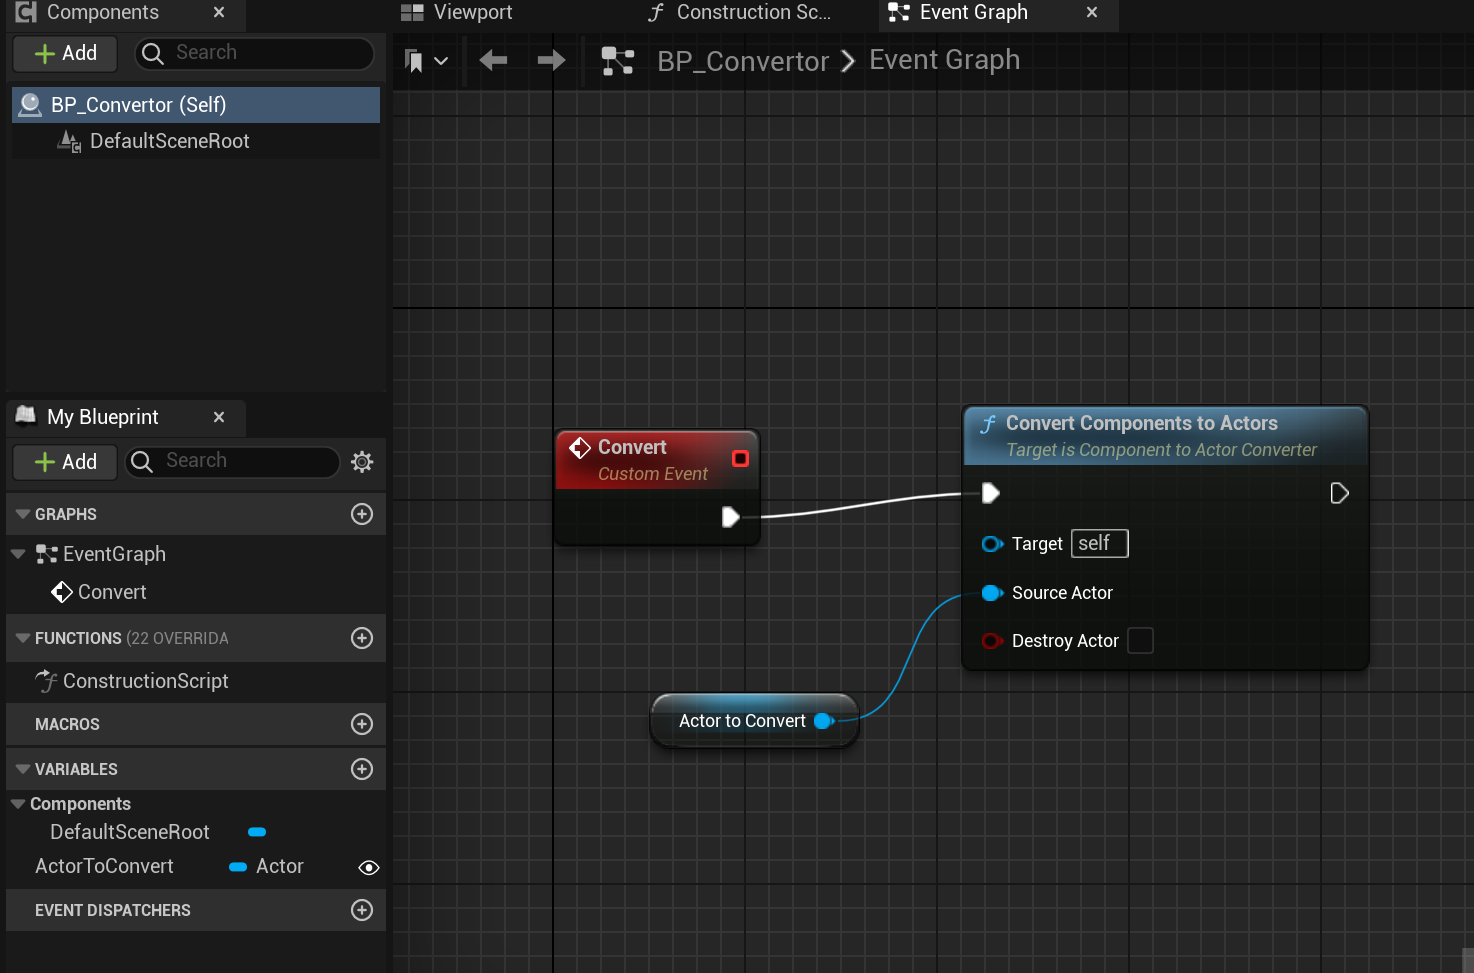 Components
Add
Search
BP_Convertor (Self)
DefaultSceneRoot
My Blueprint
Add
Search
GRAPHS
EventGraph
Convert
FUNCTIONS (22 OVERRIDA
ConstructionScript
MACROS
VARIABLES
Components
DefaultSceneRoot
ActorToConvert Actor
EVENT DISPATCHERS
Viewport
Construction Sc...
Event Graph
BP_Convertor > Event Graph
Convert
Custom Event
Convert Components to Actors
Target is Component to Actor Converter
Target self
Source Actor
Destroy Actor
Actor to Convert